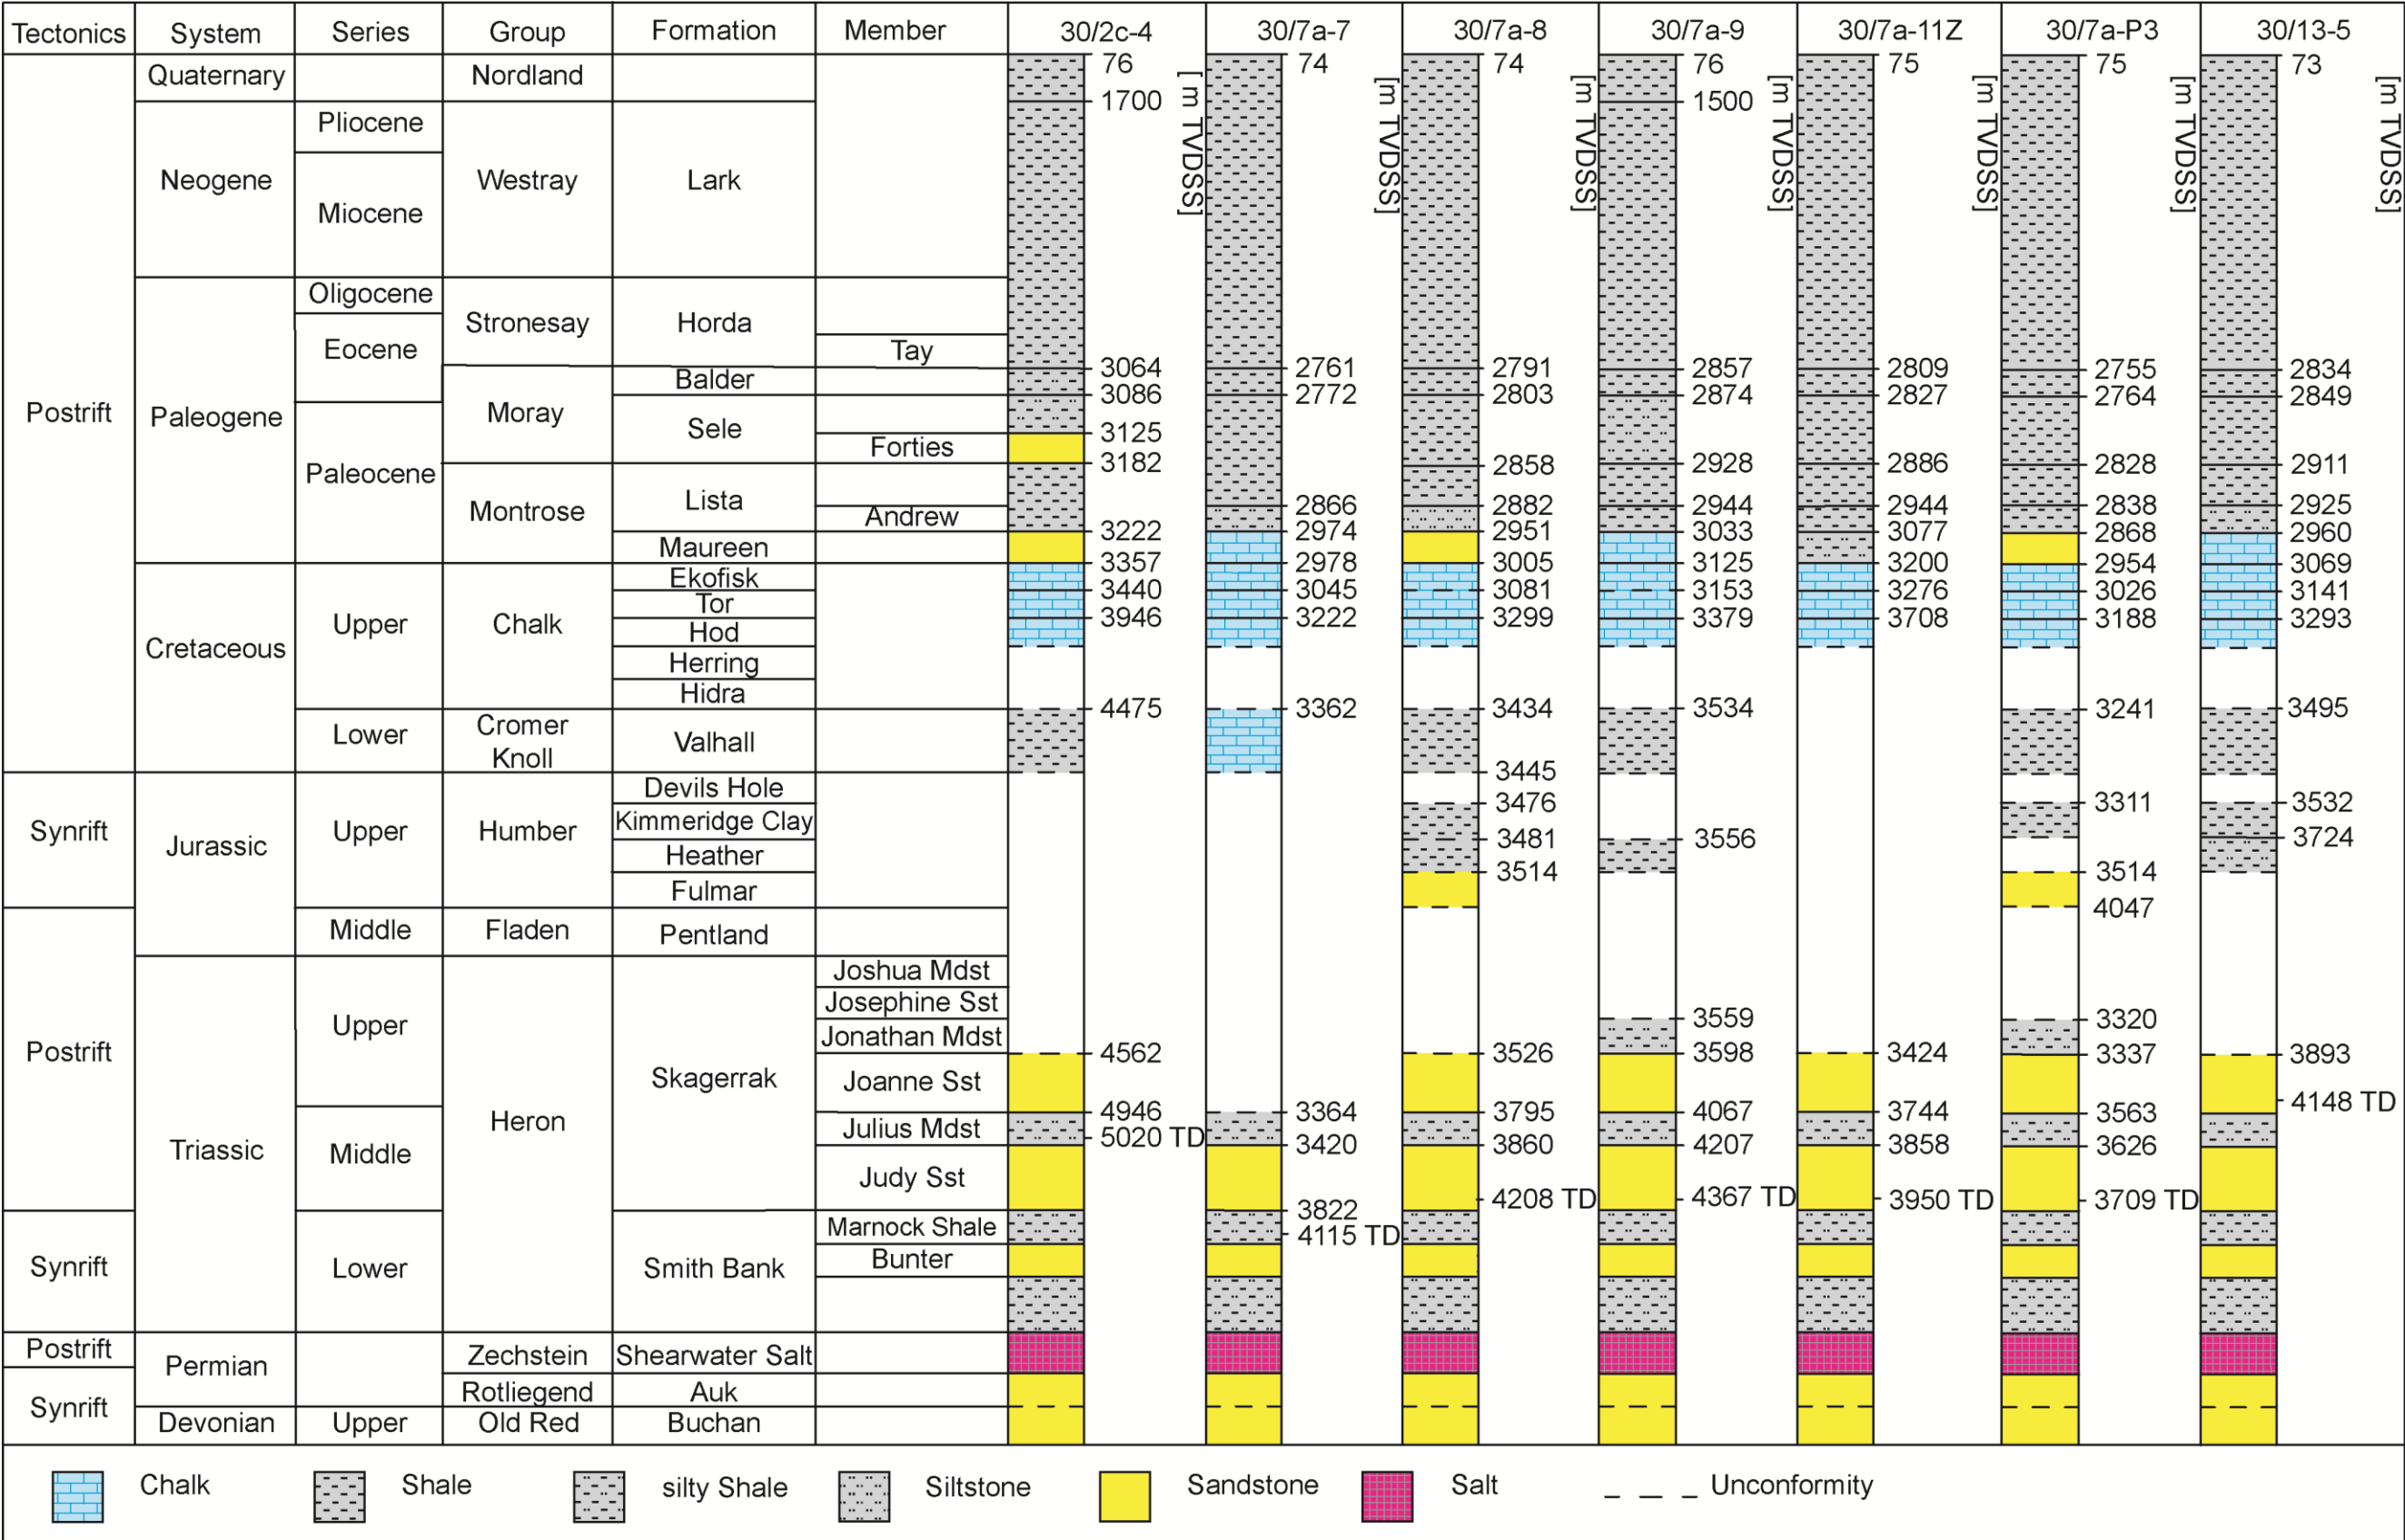 Tectonics System Series Group Formation Member 30/2c-4 30/7a-7 30/7a-8 30/7a-9 30/7a-11Z 30/7a-P3 30/13-5
Quaternary Nordland 76 74 74 76 75 75 73
[m TVDSS] [m TVDSS] [m TVDSS] [m TVDSS] [m TVDSS] [m TVDSS] [m TVDSS]
1700 1500
Pliocene
Neogene Westray Lark
Miocene
Oligocene
Stronesay Horda
Eocene Tay
3064 2761 2791 2857 2809 2755 2834
Balder
3086 2772 2803 2874 2827 2764 2849
Postrift Paleogene Moray
Sele 3125
Forties
3182 2858 2928 2886 2828 2911
Paleocene
Lista
2866 2882 2944 2944 2838 2925
Montrose Andrew
3222 2974 2951 3033 3077 2868 2960
Maureen
3357 2978 3005 3125 3200 2954 3069
Ekofisk
3440 3045 3081 3153 3276 3026 3141
Tor
3946 3222 3299 3379 3708 3188 3293
Upper Chalk
Hod
Cretaceous
Herring
Hidra
4475 3362 3434 3534 3241 3495
Lower Cromer
Knoll
Valhall
3445
Devils Hole
3476 3311 3532
Synrift Upper Humber Kimmeridge Clay
3481 3556 3724
Jurassic
Heather
3514 3514
Fulmar
4047
Middle Fladen Pentland
Joshua Mdst
Josephine Sst
3559 3320
Upper Jonathan Mdst
Postrift 4562 3526 3598 3424 3337 3893
Skagerrak Joanne Sst
4148 TD
4946 3364 3795 4067 3744 3563
Heron Julius Mdst
5020 TD 3420 3860 4207 3858 3626
Triassic Middle
Judy Sst
4208 TD 4367 TD 3950 TD 3709 TD
3822
Marnock Shale
4115 TD
Bunter
Synrift Lower Smith Bank
Postrift
Permian Zechstein Shearwater Salt
Rotliegend Auk
Synrift
Devonian Upper Old Red Buchan
Chalk Shale silty Shale Siltstone Sandstone Salt Unconformity